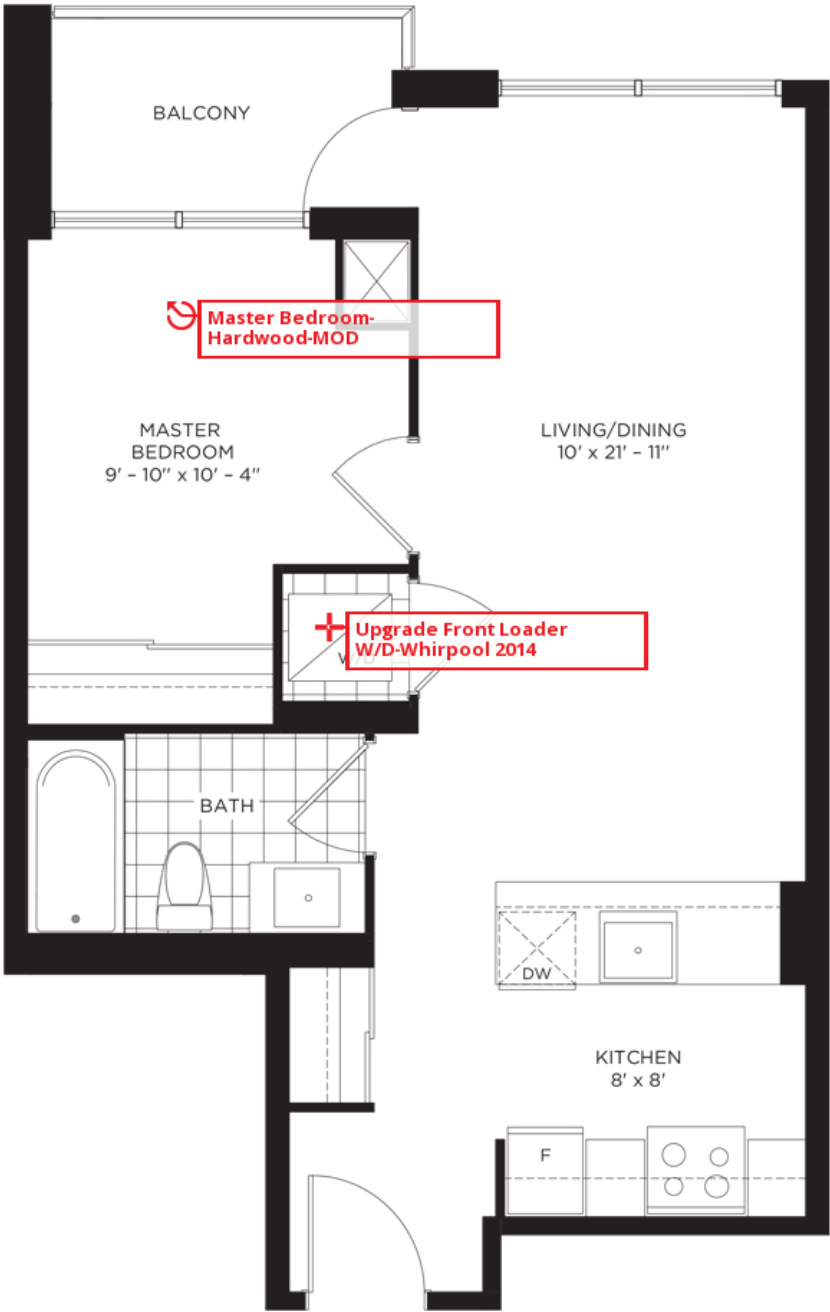 BALCONY
Master Bedroom-
Hardwood-MOD
MASTER
BEDROOM
9' – 10'' x 10' – 4''
LIVING/DINING
10' x 21' – 11''
Upgrade Front Loader
W/D-Whirpool 2014
W/D
BATH
DW
KITCHEN
8' x 8'
F